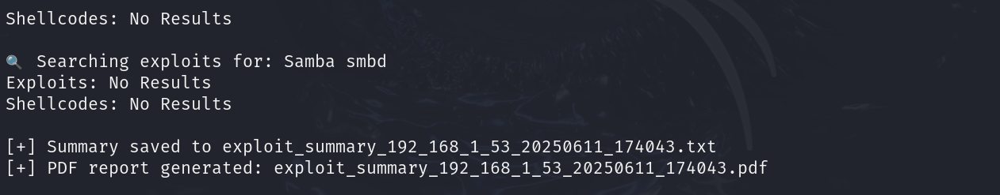 Shellcodes: No Results
🔍 Searching exploits for: Samba smbd
Exploits: No Results
Shellcodes: No Results
[+] Summary saved to exploit_summary_192_168_1_53_20250611_174043.txt
[+] PDF report generated: exploit_summary_192_168_1_53_20250611_174043.pdf